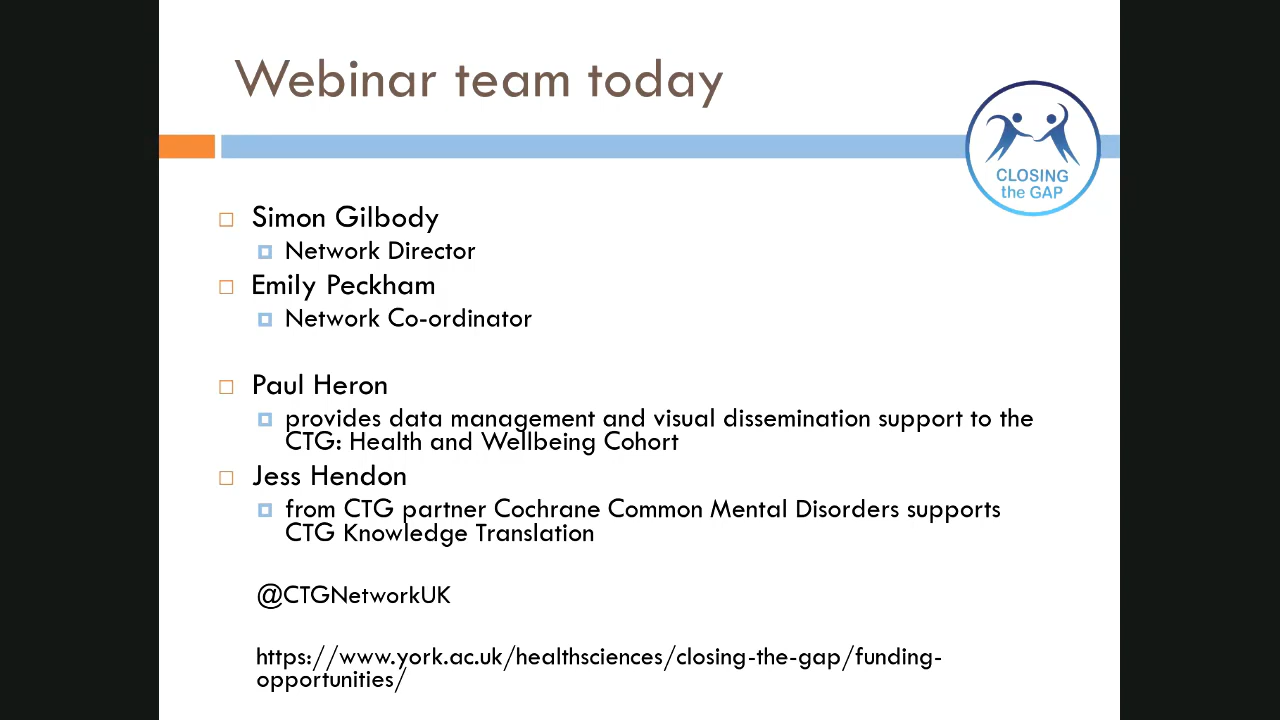 Webinar team today
CLOSING
the GAP
Simon Gilbody
Network Director
Emily Peckham
Network Co-ordinator
Paul Heron
provides data management and visual dissemination support to the
CTG: Health and Wellbeing Cohort
Jess Hendon
from CTG partner Cochrane Common Mental Disorders supports
CTG Knowledge Translation
@CTGNetworkUK
https://www.york.ac.uk/healthsciences/closing-the-gap/funding-
opportunities/